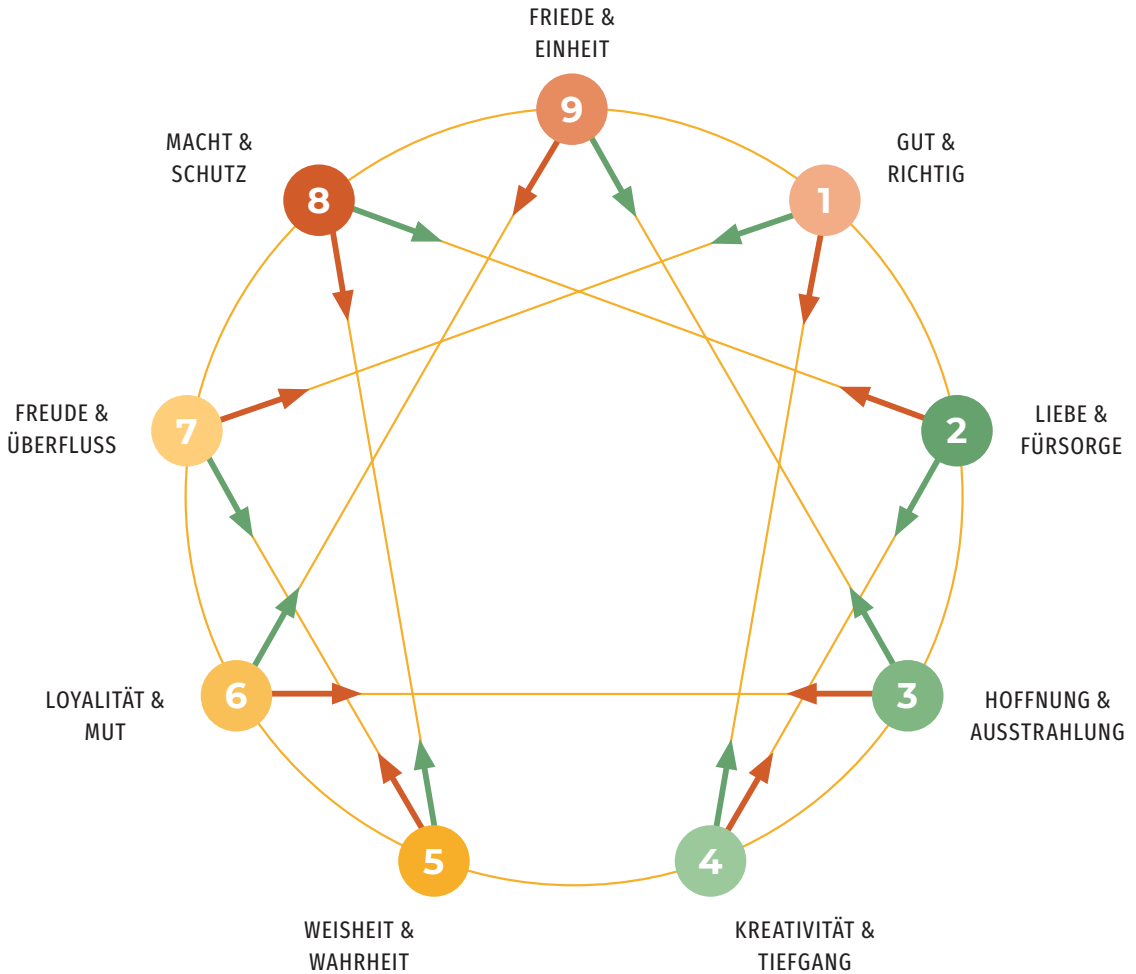 FRIEDE &
EINHEIT
9
GUT &
RICHTIG
1
MACHT &
SCHUTZ
8
LIEBE &
FÜRSORGE
2
FREUDE &
ÜBERFLUSS
7
HOFFNUNG &
AUSSTRAHLUNG
3
LOYALITÄT &
MUT
6
KREATIVITÄT &
TIEFGANG
4
WEISHEIT &
WAHRHEIT
5